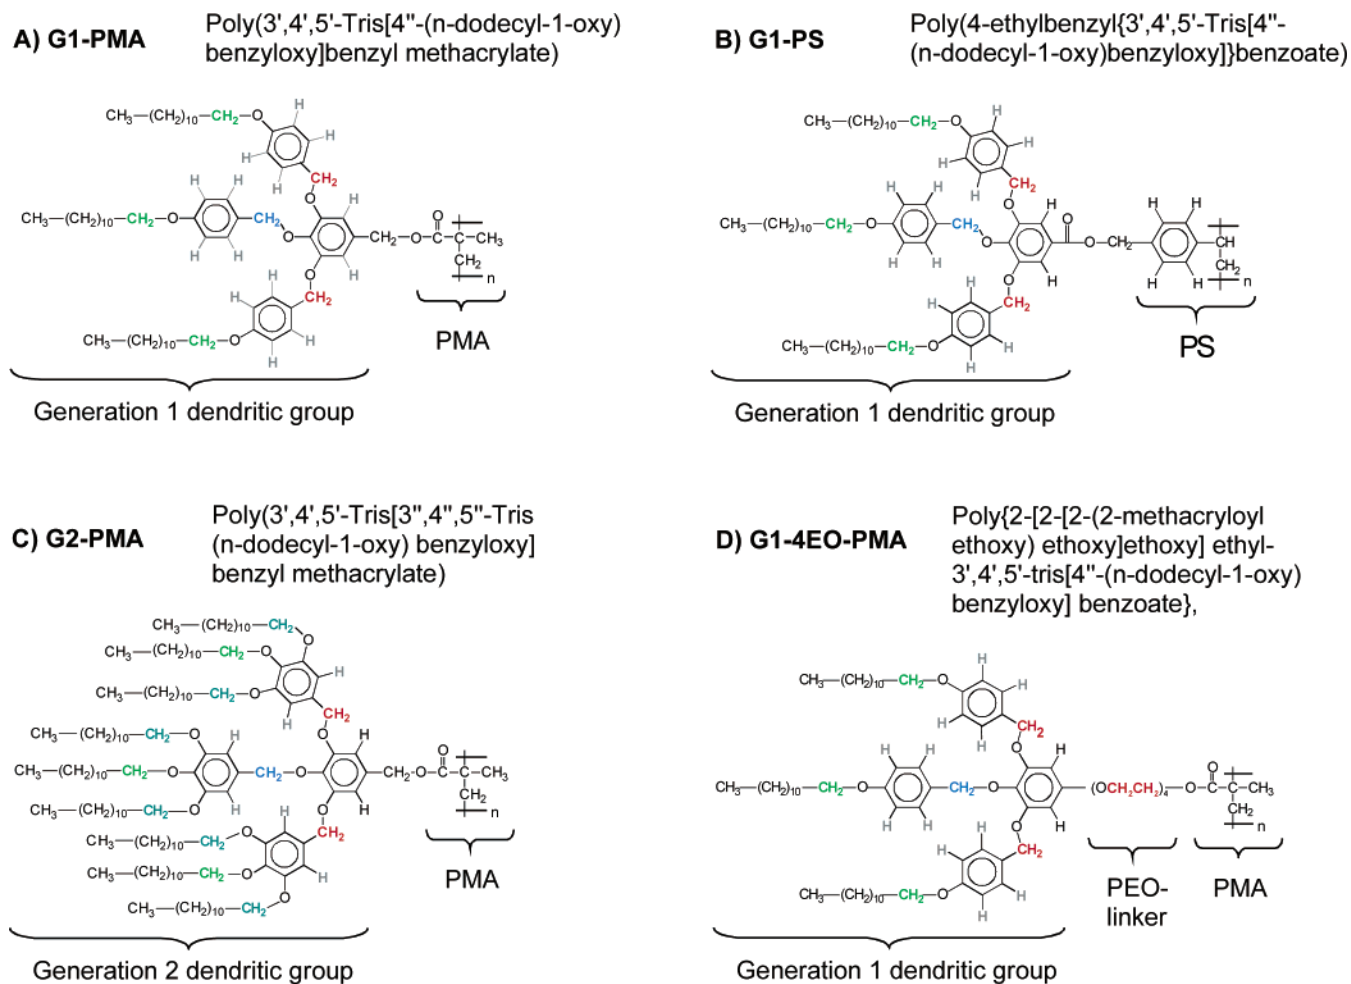 A) G1-PMA
Poly(3',4',5'-Tris[4''-(n-dodecyl-1-oxy)
benzyloxy]benzyl methacrylate)
CH3—(CH2)10—CH2—O
H
H
H
H
CH2
O
H
H
H
CH3—(CH2)10—CH2—O
CH2
O
H
H
H
H
CH2—O—C—C—CH3
O
CH2
n
O
CH2
H
H
H
H
CH3—(CH2)10—CH2—O
PMA
Generation 1 dendritic group
B) G1-PS
Poly(4-ethylbenzyl{3',4',5'-Tris[4''-
(n-dodecyl-1-oxy)benzyloxy]}benzoate)
CH3—(CH2)10—CH2—O
H
H
H
H
CH2
O
H
H
H
CH3—(CH2)10—CH2—O
CH2
O
H
H
H
O
C—O—CH2
H
H
H
H
CH
CH2
n
O
CH2
H
H
H
H
CH3—(CH2)10—CH2—O
PS
Generation 1 dendritic group
C) G2-PMA
Poly(3',4',5'-Tris[3'',4'',5''-Tris
(n-dodecyl-1-oxy) benzyloxy]
benzyl methacrylate)
CH3—(CH2)10—CH2—O
CH3—(CH2)10—CH2—O
H
CH3—(CH2)10—CH2—O
H
CH2
O
CH3—(CH2)10—CH2—O
H
H
CH3—(CH2)10—CH2—O
CH2—O
CH2—O—C—C—CH3
O
CH2
n
CH3—(CH2)10—CH2—O
H
H
O
CH2
CH3—(CH2)10—CH2—O
H
CH3—(CH2)10—CH2—O
H
CH3—(CH2)10—CH2—O
PMA
Generation 2 dendritic group
D) G1-4EO-PMA
Poly{2-[2-[2-(2-methacryloyl
ethoxy) ethoxy]ethoxy] ethyl-
3',4',5'-tris[4''-(n-dodecyl-1-oxy)
benzyloxy] benzoate},
CH3—(CH2)10—CH2—O
H
H
H
H
CH2
O
H
H
H
CH3—(CH2)10—CH2—O
CH2—O
H
H
H
(OCH2CH2)4—O—C—C—CH3
O
CH2
n
O
CH2
H
H
H
H
CH3—(CH2)10—CH2—O
PEO-
linker
PMA
Generation 1 dendritic group